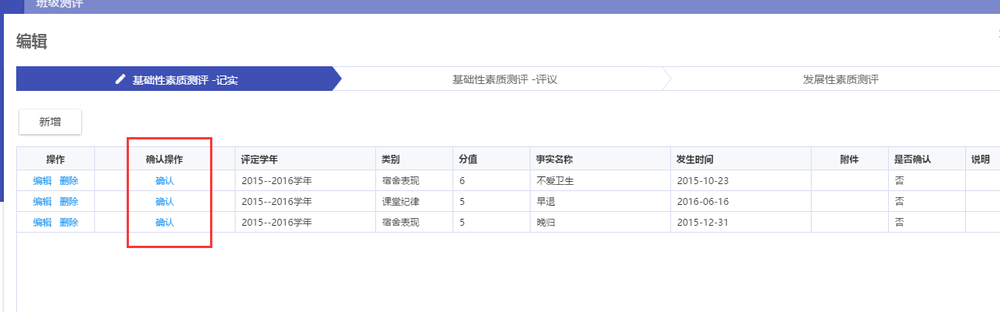 班级测评
编辑
基础性素质测评 -记实 基础性素质测评 -评议 发展性素质测评
新增
操作 确认操作 评定学年 类别 分值 事实名称 发生时间 附件 是否确认 说明
编辑 删除 确认 2015--2016学年 宿舍表现 6 不爱卫生 2015-10-23 否
编辑 删除 确认 2015--2016学年 课堂纪律 5 早退 2016-06-16 否
编辑 删除 确认 2015--2016学年 宿舍表现 5 晚归 2015-12-31 否